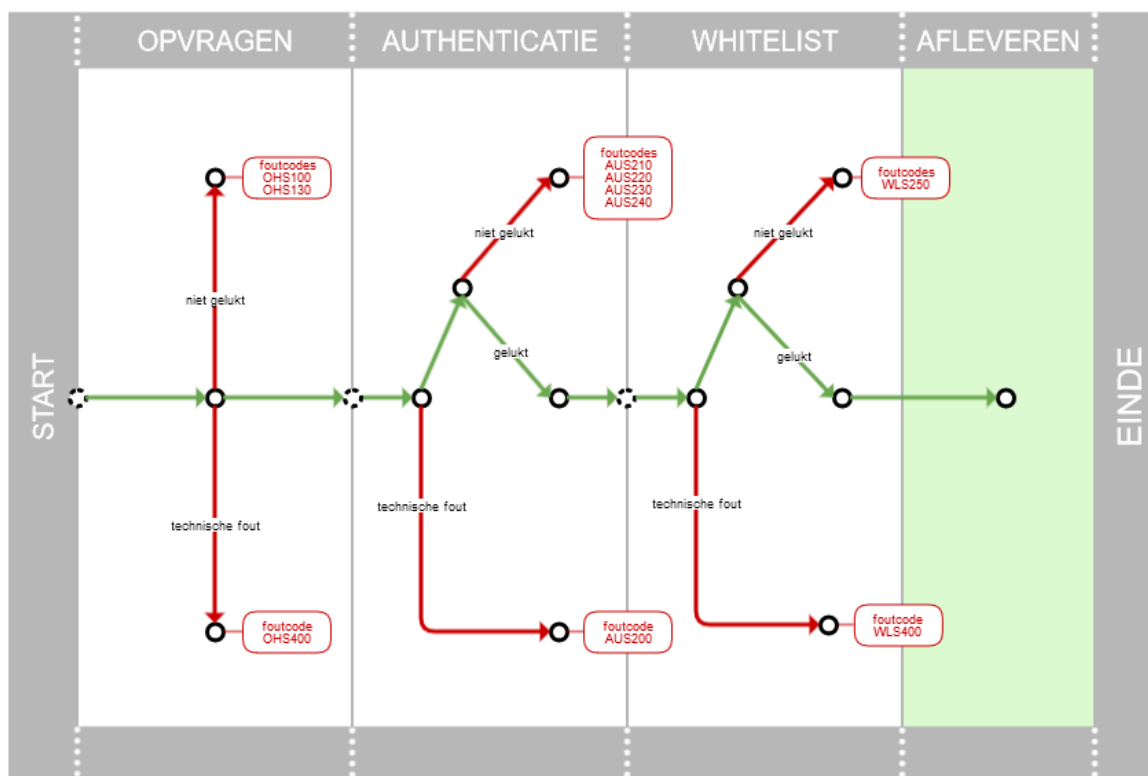 OPVRAGEN
AUTHENTICATIE
WHITELIST
AFLEVEREN
START
foutcodes
OHS100
OHS130
niet gelukt
technische fout
foutcode
OHS400
foutcodes
AUS210
AUS220
AUS230
AUS240
niet gelukt
gelukt
technische fout
foutcode
AUS200
foutcodes
WLS250
niet gelukt
gelukt
technische fout
foutcode
WLS400
EINDE